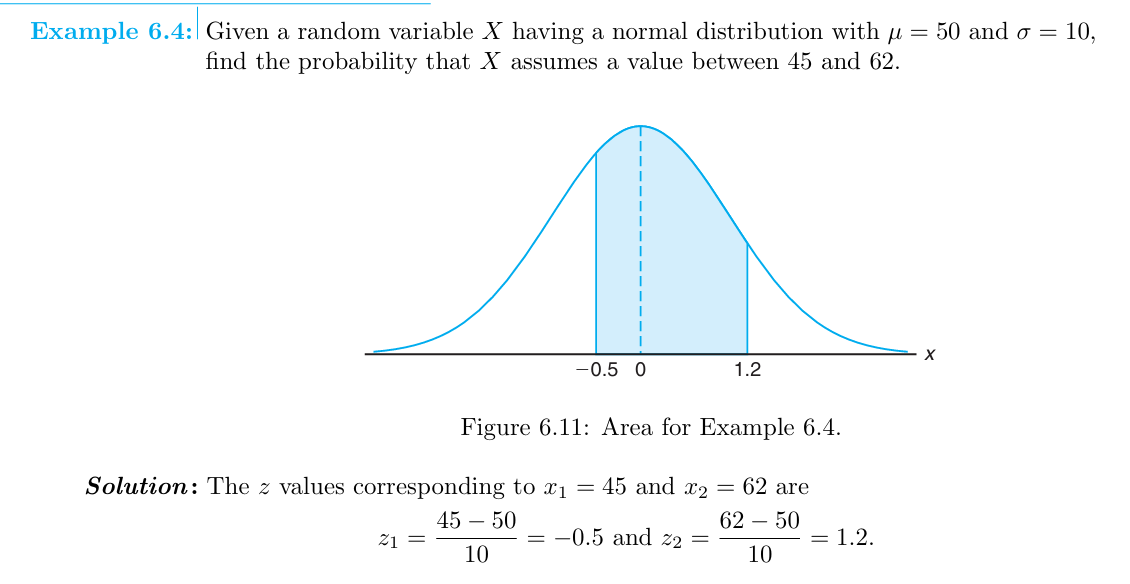 Example 6.4: Given a random variable X having a normal distribution with μ = 50 and σ = 10,
find the probability that X assumes a value between 45 and 62.
x
−0.5 0 1.2
Figure 6.11: Area for Example 6.4.
Solution: The z values corresponding to x₁ = 45 and x₂ = 62 are
z₁ = (45 − 50)/10 = −0.5 and z₂ = (62 − 50)/10 = 1.2.